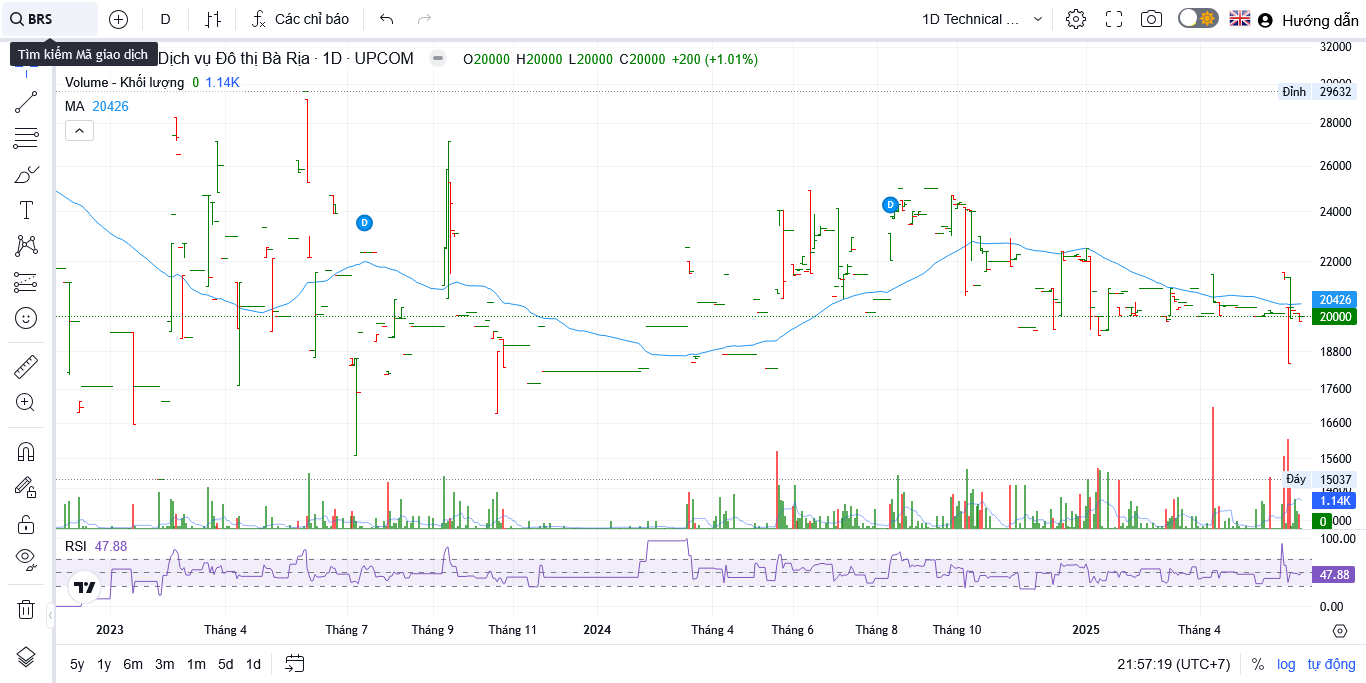 BRS
D
Các chỉ báo
1D Technical ...
Hướng dẫn
Tìm kiếm Mã giao dịch
Dịch vụ Đô thị Bà Rịa · 1D · UPCOM
O20000 H20000 L20000 C20000 +200 (+1.01%)
Volume - Khối lượng 0 1.14K
MA 20426
32000
Đỉnh 29632
28000
26000
24000
22000
20426
20000
18800
17600
16600
15600
Đáy 15037
1.14K
0
D
D
RSI 47.88
100.00
47.88
0.00
2023
Tháng 4
Tháng 7
Tháng 9
Tháng 11
2024
Tháng 4
Tháng 6
Tháng 8
Tháng 10
2025
Tháng 4
5y 1y 6m 3m 1m 5d 1d
21:57:19 (UTC+7) % log tự động